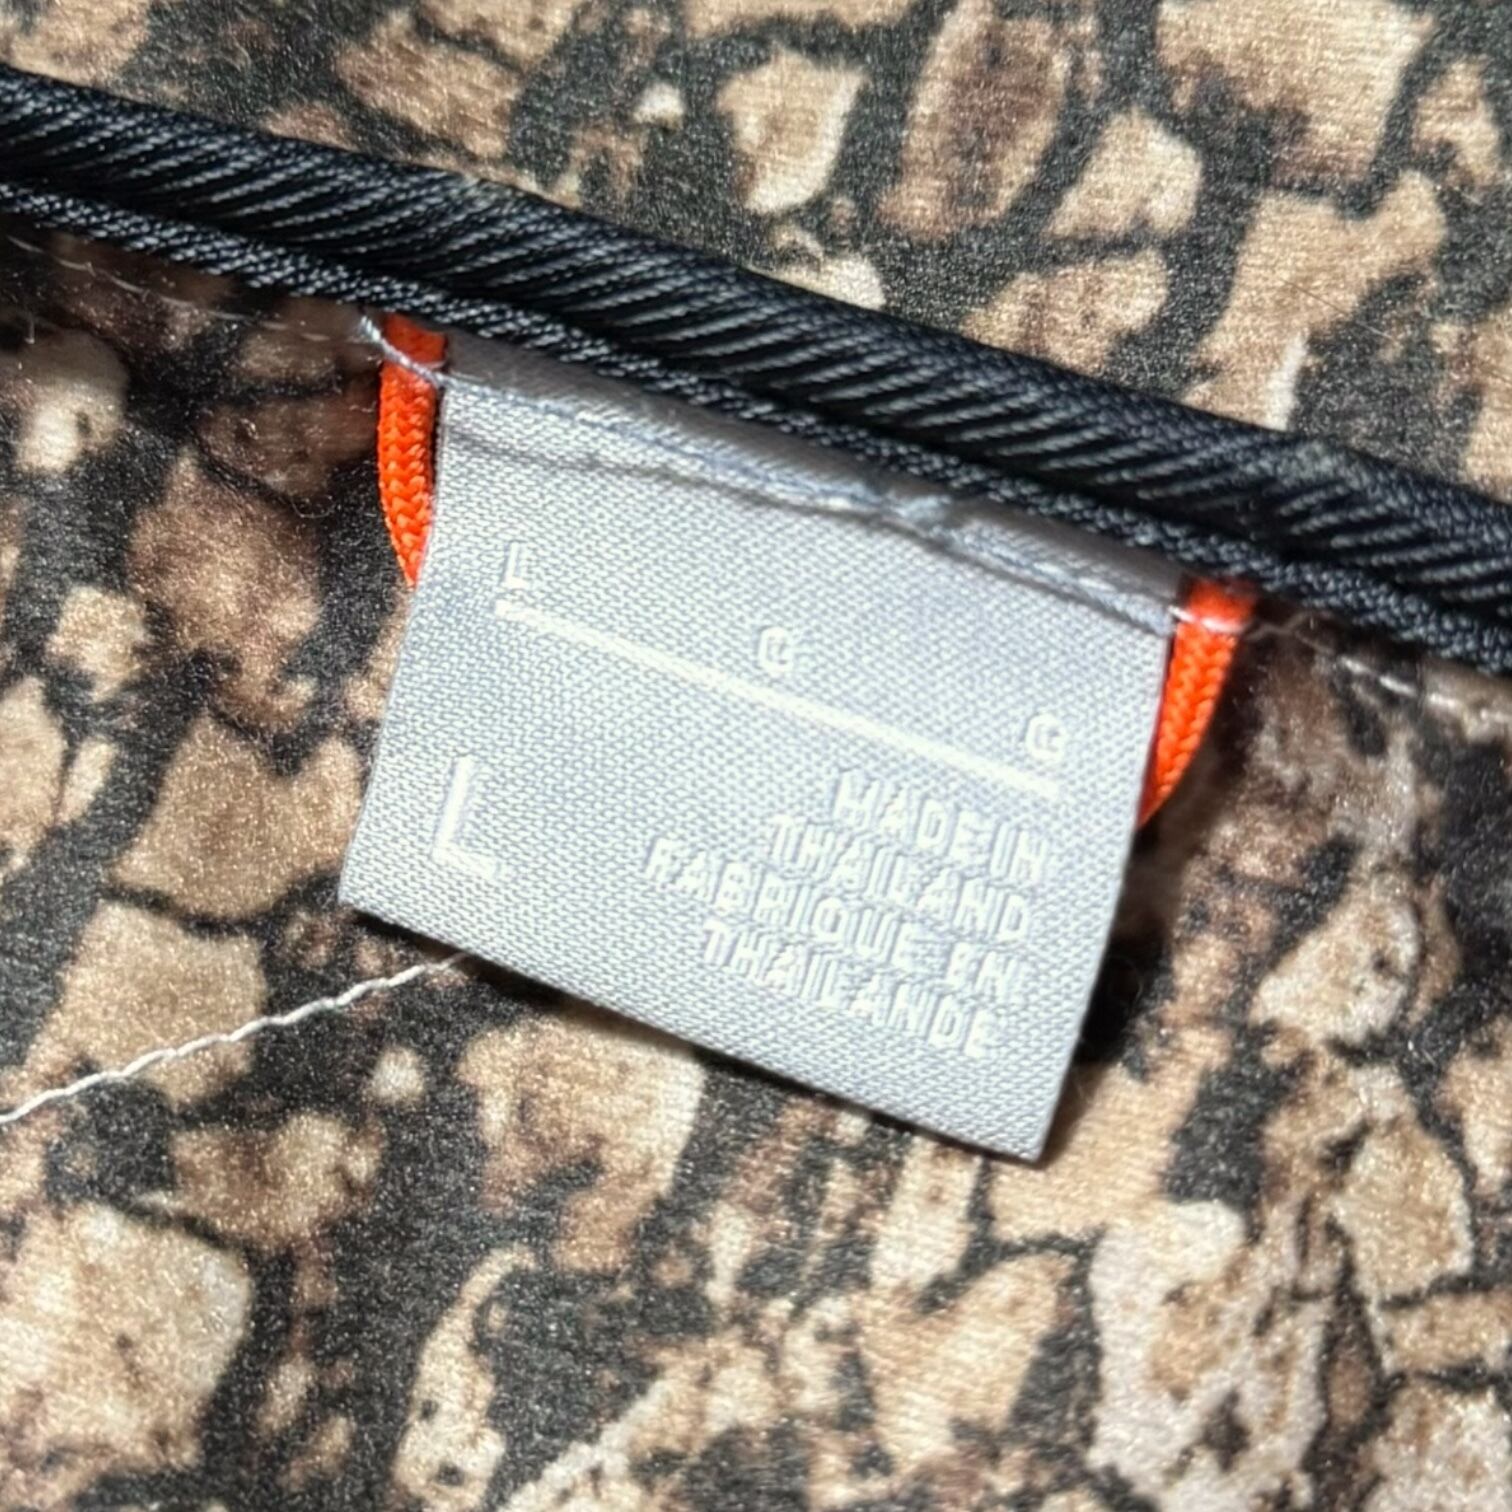 L G G
L
MADE IN
THAILAND
FABRIQUE EN
THAILANDE